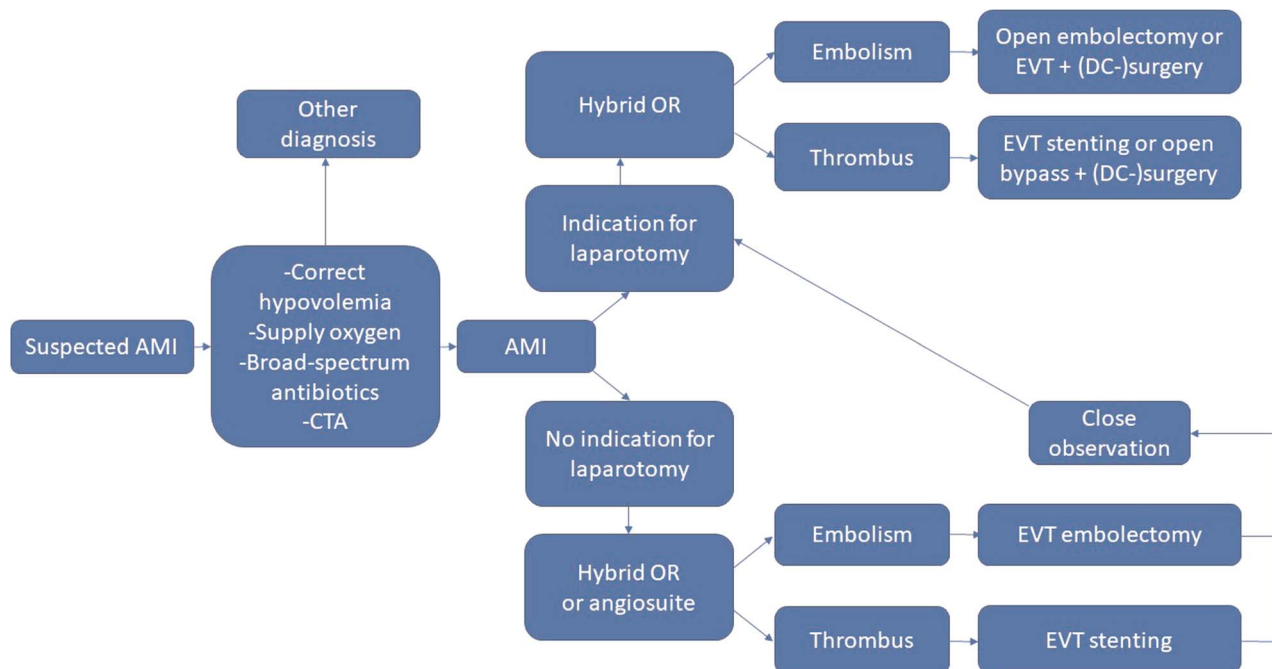 Suspected AMI
Other
diagnosis
-Correct
hypovolemia
-Supply oxygen
-Broad-spectrum
antibiotics
-CTA
AMI
Hybrid OR
Indication for
laparotomy
No indication for
laparotomy
Hybrid OR
or angiosuite
Embolism
Open embolectomy or
EVT + (DC-)surgery
Thrombus
EVT stenting or open
bypass + (DC-)surgery
Close
observation
Embolism
EVT embolectomy
Thrombus
EVT stenting